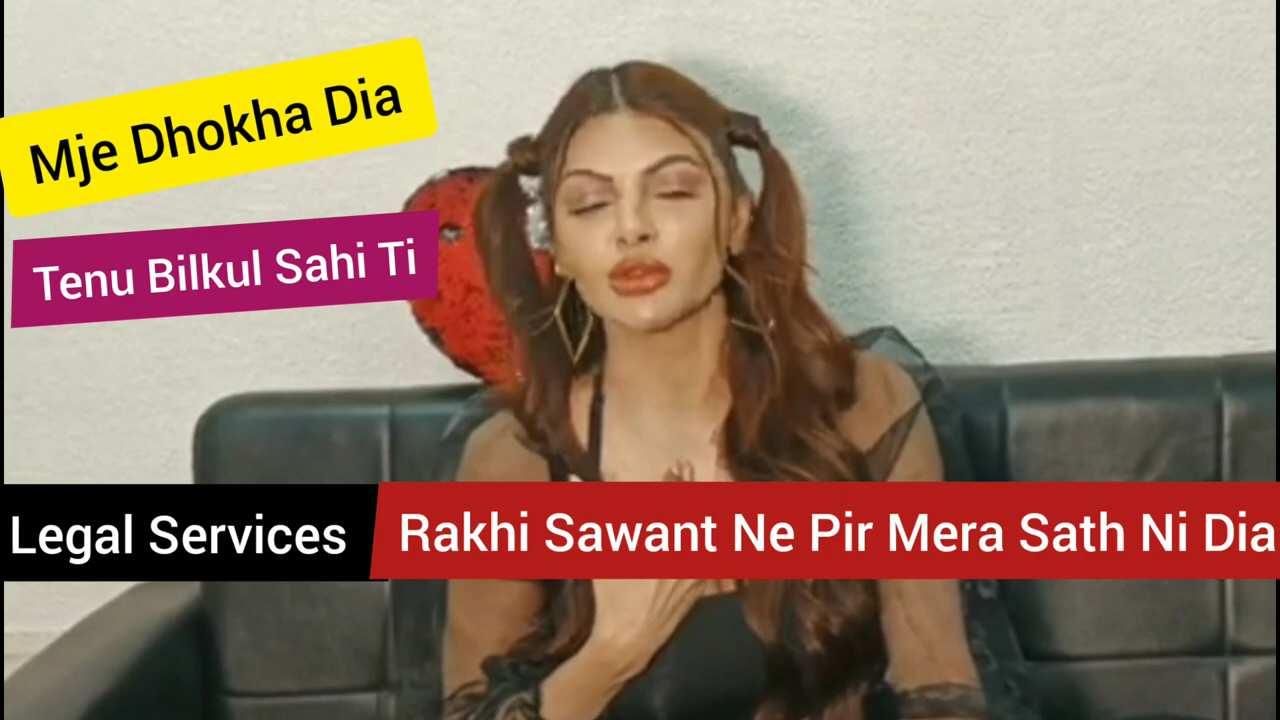 Mje Dhokha Dia
Tenu Bilkul Sahi Ti
Legal Services
Rakhi Sawant Ne Pir Mera Sath Ni Dia